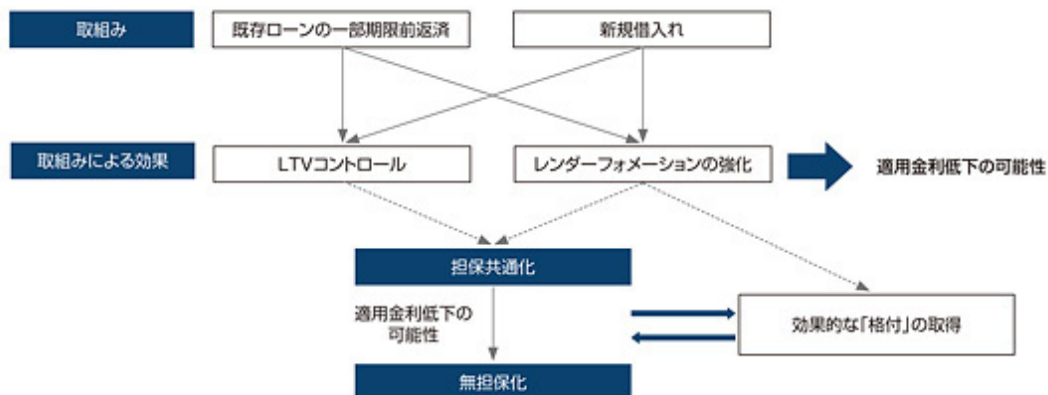 取組み
既存ローンの一部期限前返済
新規借入れ
取組みによる効果
LTVコントロール
レンダーフォメーションの強化
適用金利低下の可能性
担保共通化
適用金利低下の
可能性
効果的な「格付」の取得
無担保化